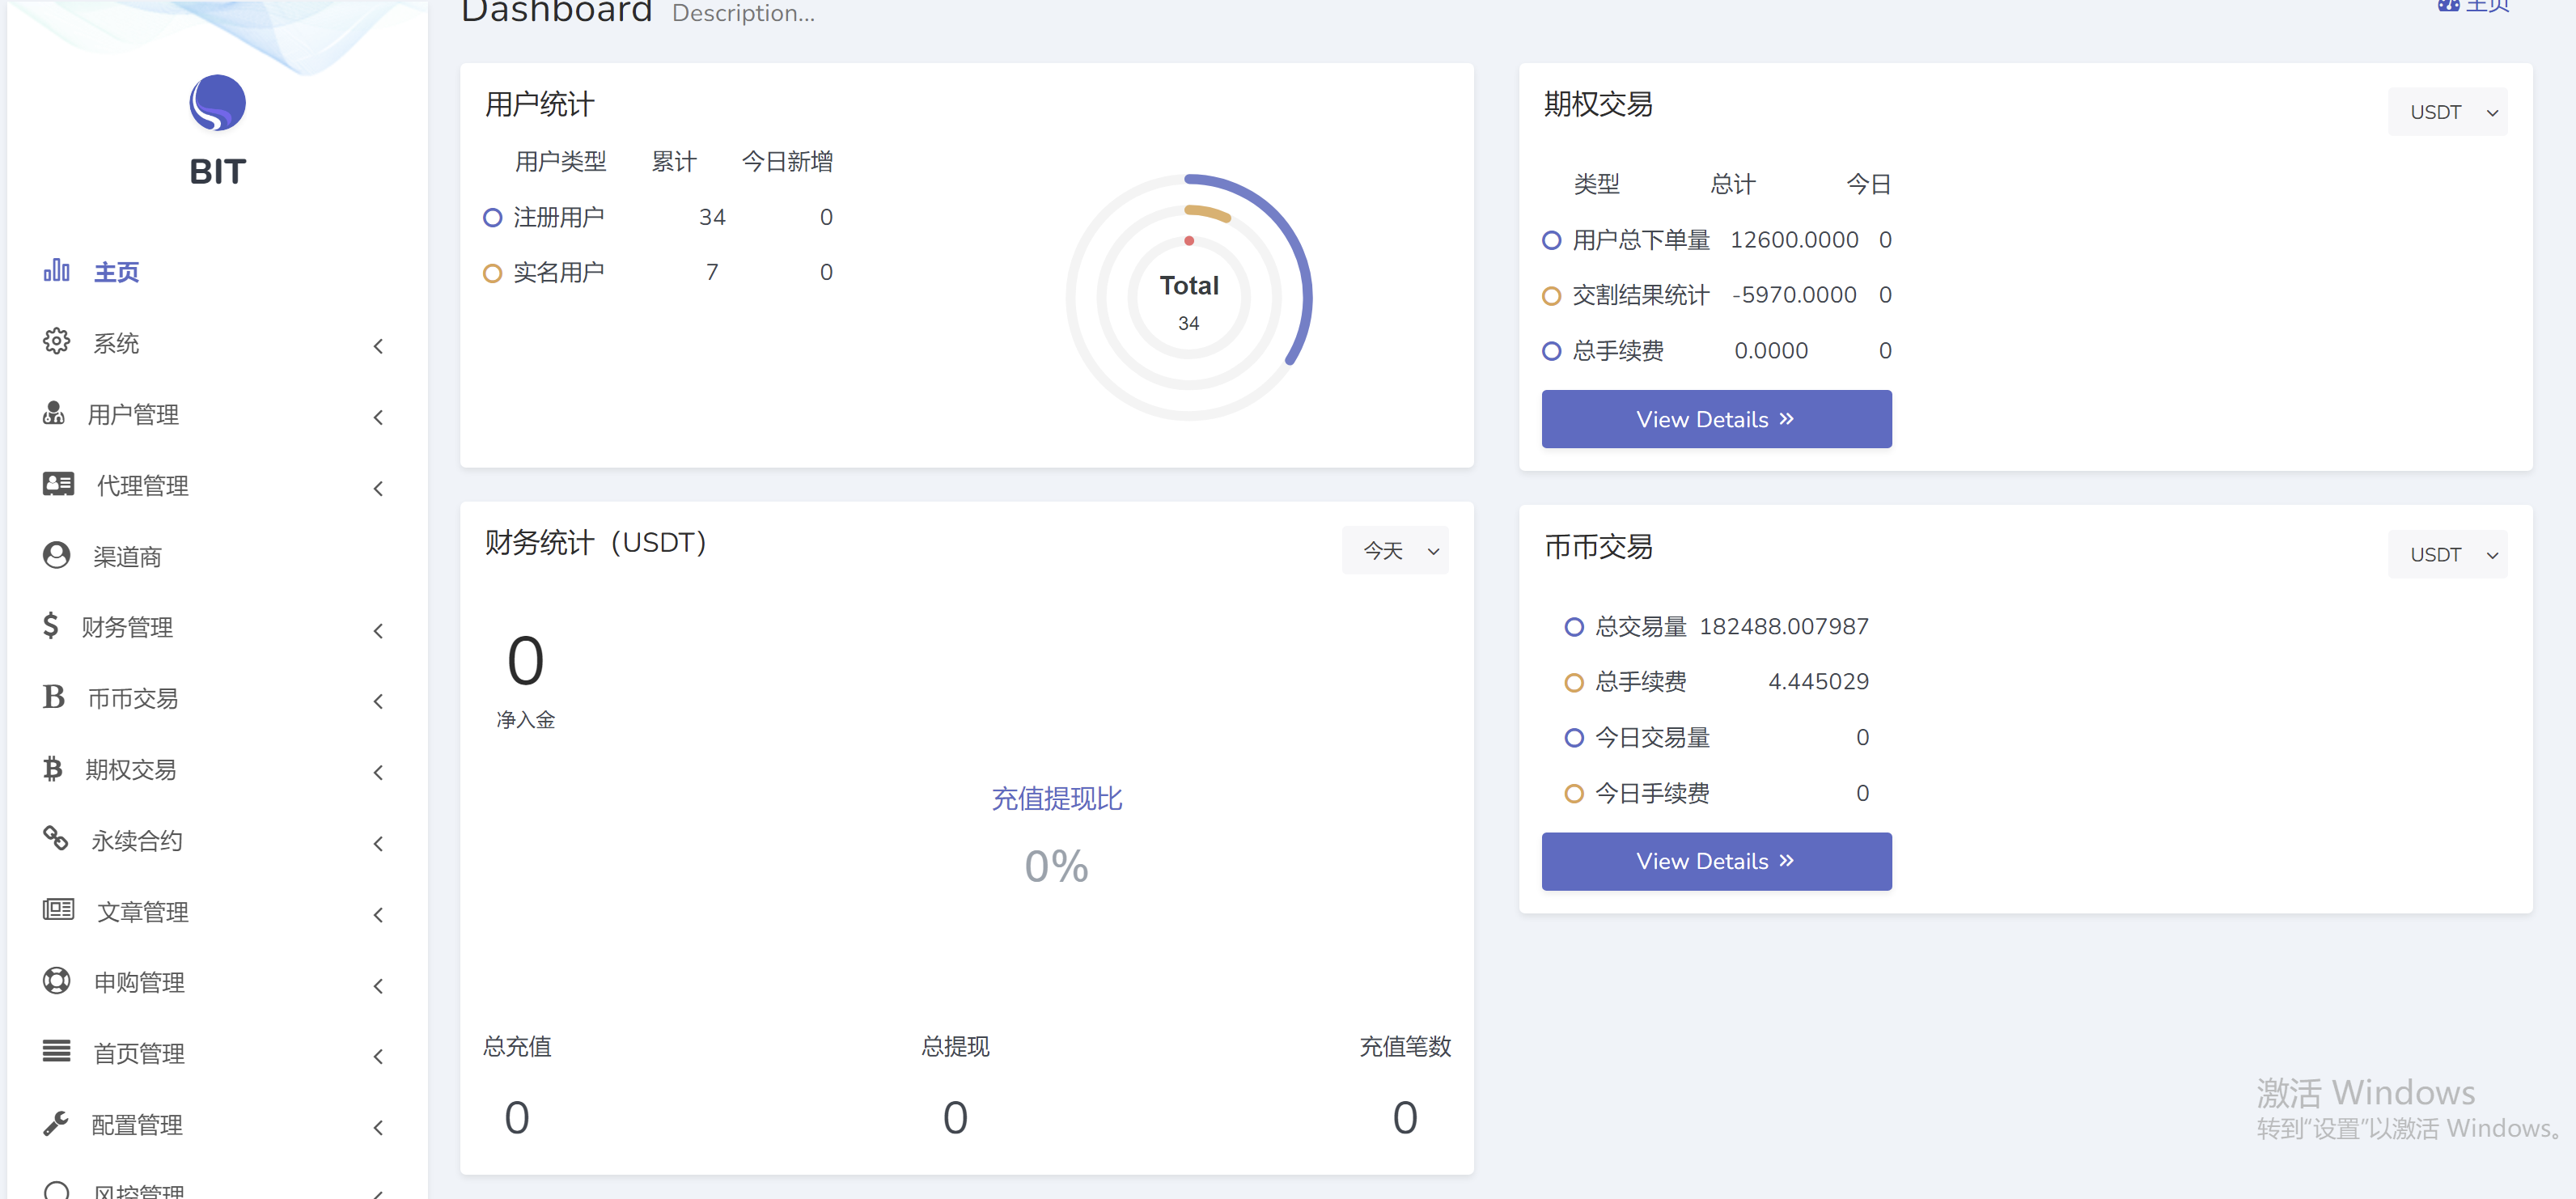 Dashboard Description...
主页
BIT
主页
系统
用户管理
代理管理
渠道商
财务管理
币币交易
期权交易
永续合约
文章管理
申购管理
首页管理
配置管理
风控管理
用户统计
用户类型 累计 今日新增
注册用户 34 0
实名用户 7 0
Total
34
期权交易
USDT
类型 总计 今日
用户总下单量 12600.0000 0
交割结果统计 -5970.0000 0
总手续费 0.0000 0
View Details »
财务统计（USDT）
今天
0
净入金
充值提现比
0%
总充值 总提现 充值笔数
0 0 0
币币交易
USDT
总交易量 182488.007987
总手续费 4.445029
今日交易量 0
今日手续费 0
View Details »
激活 Windows
转到“设置”以激活 Windows。